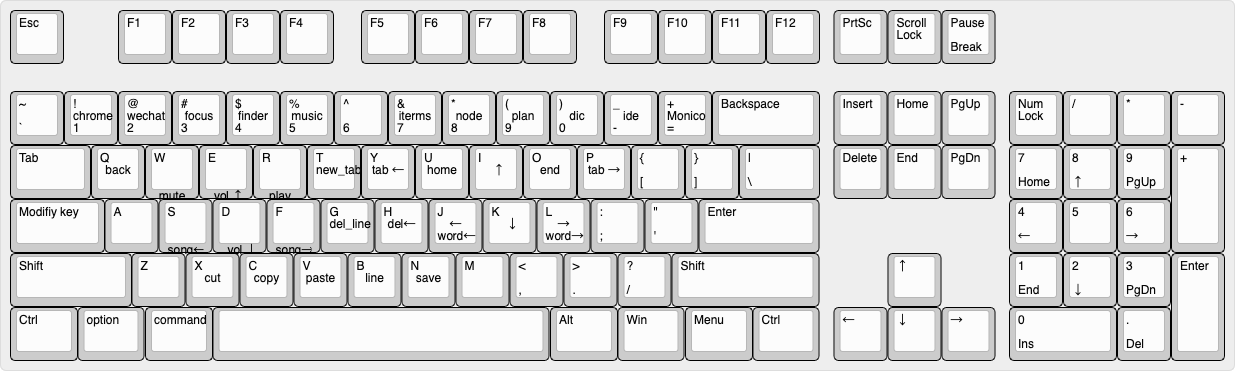 Esc F1 F2 F3 F4 F5 F6 F7 F8 F9 F10 F11 F12 PrtSc Scroll Pause
Lock
Break
~ ! @ # $ % ^ & * ( ) _ + Backspace Insert Home PgUp Num / * -
chrome wechat focus finder music iterms node plan dic ide Monico Lock
` 1 2 3 4 5 6 7 8 9 0 - =
Tab Q W E R T Y U I O P { } | Delete End PgDn 7 8 9 +
back new_tab tab ← home ↑ end tab →
[ ] \ Home ↑ PgUp
mute vol ↑ play
Modifiy key A S D F G H J K L : " Enter 4 5 6
del_line del← ← ↓ →
word← word→ ; ' ← →
song← vol ↓ song→
Shift Z X C V B N M < > ? Shift ↑ 1 2 3 Enter
cut copy paste line save
, . / End ↓ PgDn
Ctrl option command Alt Win Menu Ctrl ← ↓ → 0 .
Ins Del